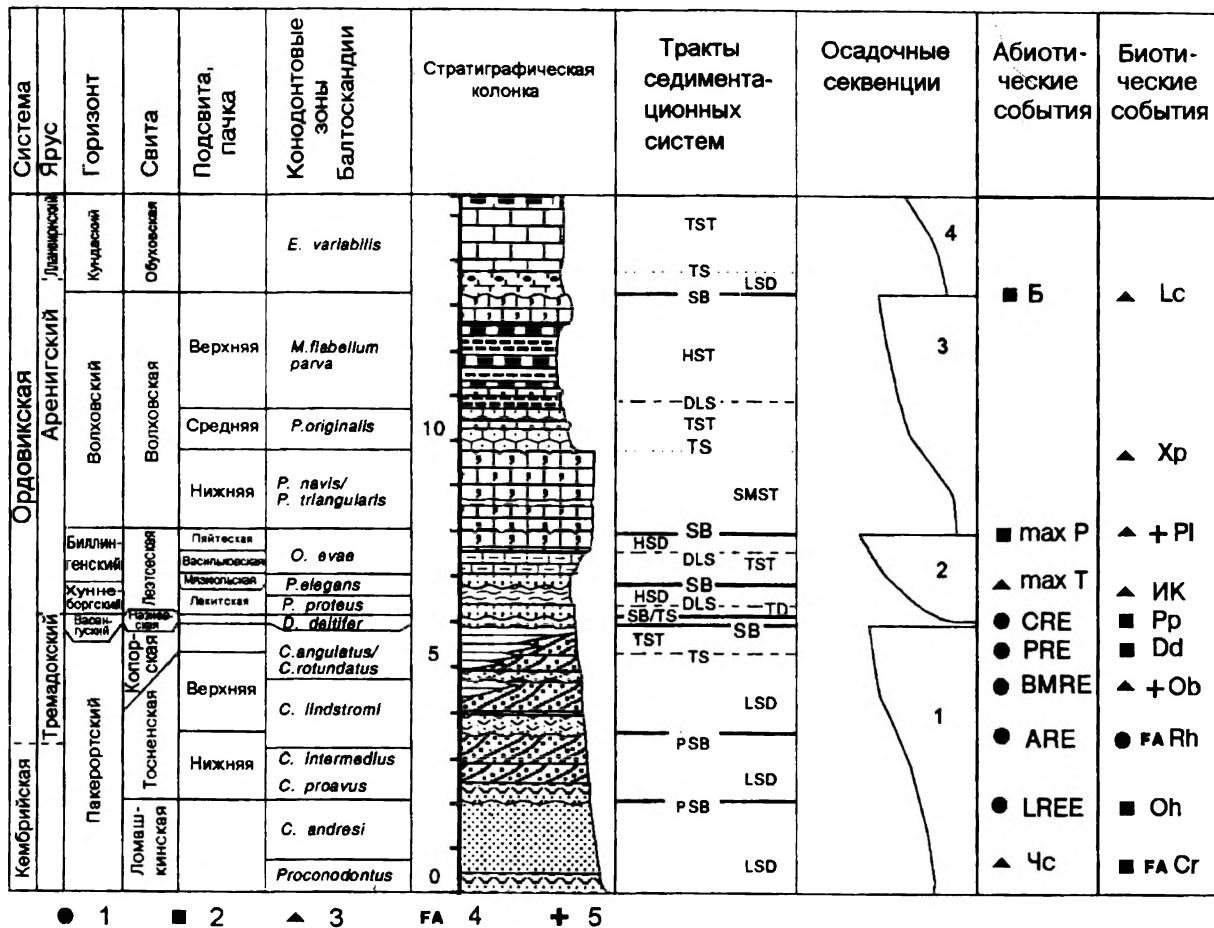 Система
Ярус
Горизонт
Свита
Подсвита,
пачка
Конодонтовые
зоны
Балтоскандии
Стратиграфическая
колонка
Тракты
седимента-
ционных
систем
Осадочные
секвенции
Абиоти-
ческие
события
Биоти-
ческие
события
Ордовикская
Кембрийская
Лланвирнский
Аренигский
Тремадокский
Кундаский
Волховский
Биллин-
генский
Хунне-
боргский
Варан-
гуский
Пакерортский
Обуховская
Волховская
Леэтсеская
Назиев-
ская
Копор-
ская
Тосненская
Ломаш-
кинская
Верхняя
Средняя
Нижняя
Пяйтеская
Васильковская
Мяэкюльская
Лакитская
Верхняя
Нижняя
E. variabilis
M.flabellum
parva
P.originalis
P. navis/
P. triangularis
O. evae
P.elegans
P. proteus
D. deltifer
C.angulatus/
C.rotundatus
C. lindstromi
C. intermedius
C. proavus
C. andresi
Proconodontus
10
5
0
TST
TS
LSD
SB
HST
DLS
TST
TS
SMST
SB
HSD
DLS TST
SB
HSD
DLS TD
SB/TS
SB
TST
TS
LSD
PSB
LSD
PSB
LSD
4
3
2
1
■ Б
■ max P
▲ max T
● CRE
● PRE
● BMRE
● ARE
● LREE
▲ Чс
▲ Lc
▲ Хр
▲ + Pl
▲ ИК
■ Pp
■ Dd
▲ + Ob
● FA Rh
■ Oh
■ FA Cr
● 1 ■ 2 ▲ 3 FA 4 + 5